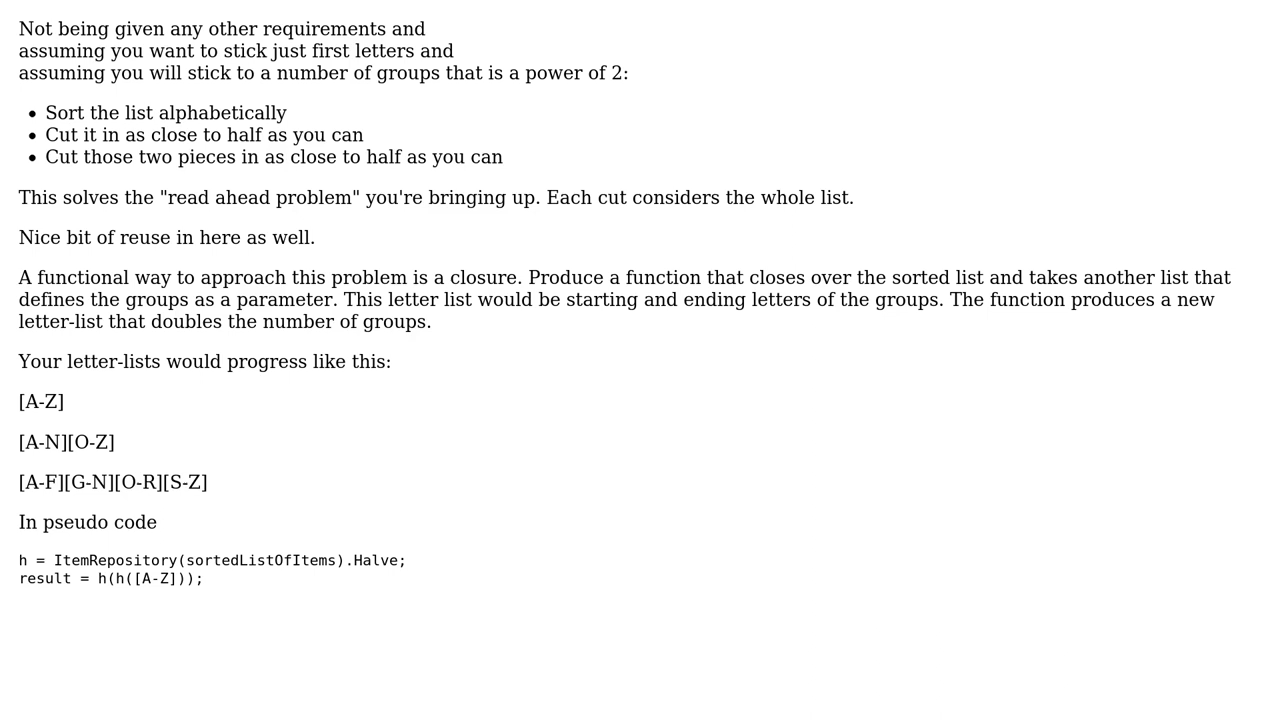 Not being given any other requirements and
assuming you want to stick just first letters and
assuming you will stick to a number of groups that is a power of 2:
• Sort the list alphabetically
• Cut it in as close to half as you can
• Cut those two pieces in as close to half as you can
This solves the "read ahead problem" you're bringing up. Each cut considers the whole list.
Nice bit of reuse in here as well.
A functional way to approach this problem is a closure. Produce a function that closes over the sorted list and takes another list that
defines the groups as a parameter. This letter list would be starting and ending letters of the groups. The function produces a new
letter-list that doubles the number of groups.
Your letter-lists would progress like this:
[A-Z]
[A-N][O-Z]
[A-F][G-N][O-R][S-Z]
In pseudo code
h = ItemRepository(sortedListOfItems).Halve;
result = h(h([A-Z]));